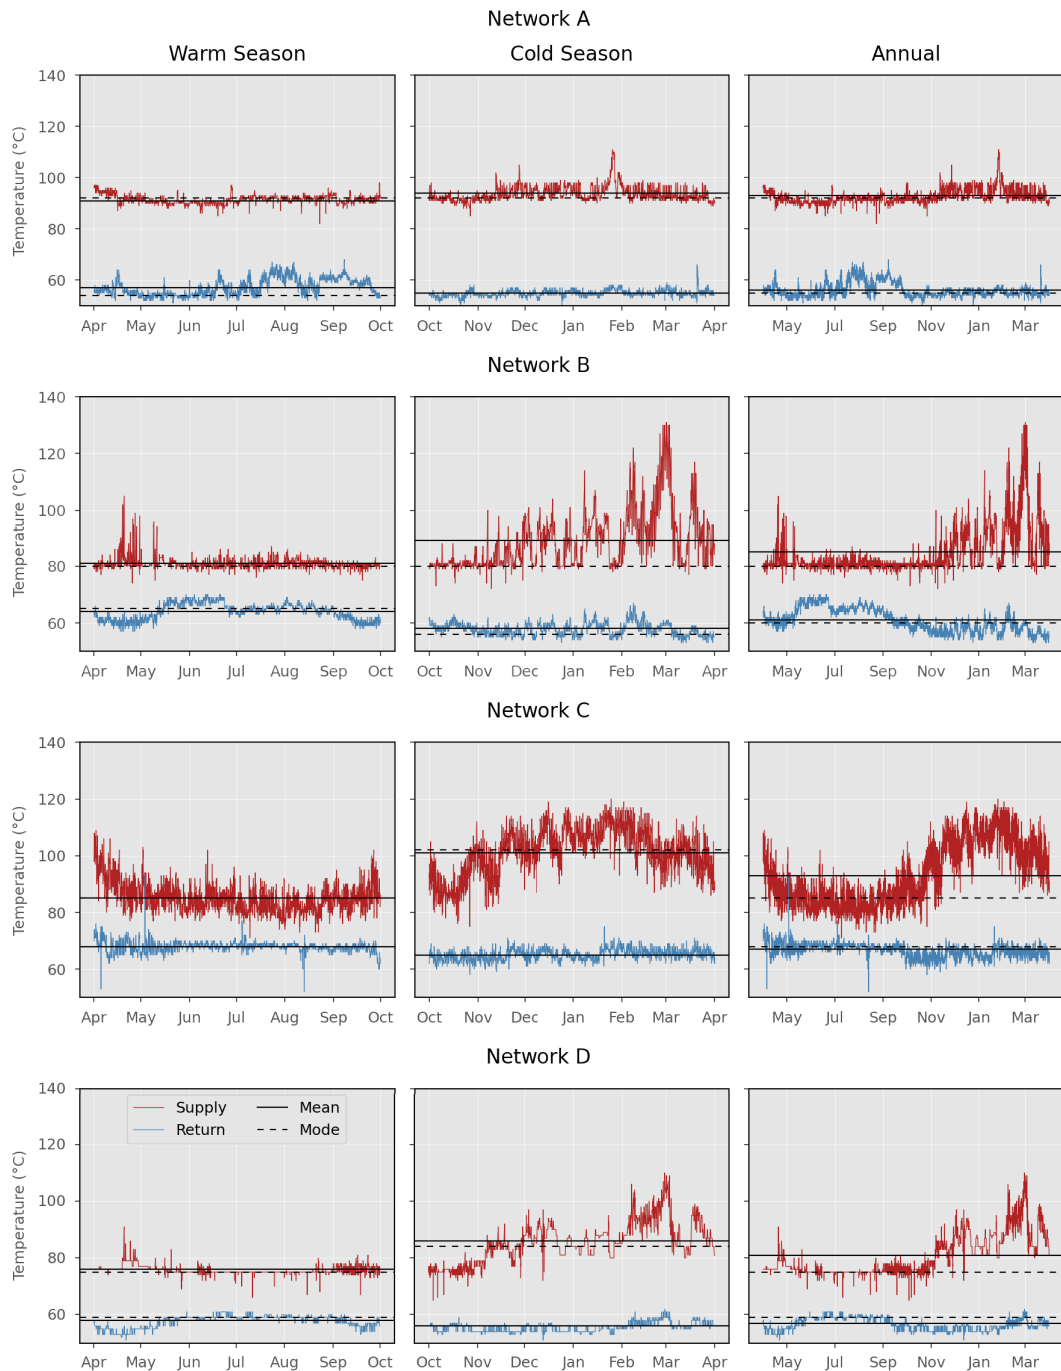 Network A
Warm Season Cold Season Annual
140
120
100
80
60
Temperature (°C)
Apr May Jun Jul Aug Sep Oct
Oct Nov Dec Jan Feb Mar Apr
May Jul Sep Nov Jan Mar
Network B
140
120
100
80
60
Temperature (°C)
Apr May Jun Jul Aug Sep Oct
Oct Nov Dec Jan Feb Mar Apr
May Jul Sep Nov Jan Mar
Network C
140
120
100
80
60
Temperature (°C)
Apr May Jun Jul Aug Sep Oct
Oct Nov Dec Jan Feb Mar Apr
May Jul Sep Nov Jan Mar
Network D
140
120
100
80
60
Temperature (°C)
Supply Mean
Return Mode
Apr May Jun Jul Aug Sep Oct
Oct Nov Dec Jan Feb Mar Apr
May Jul Sep Nov Jan Mar